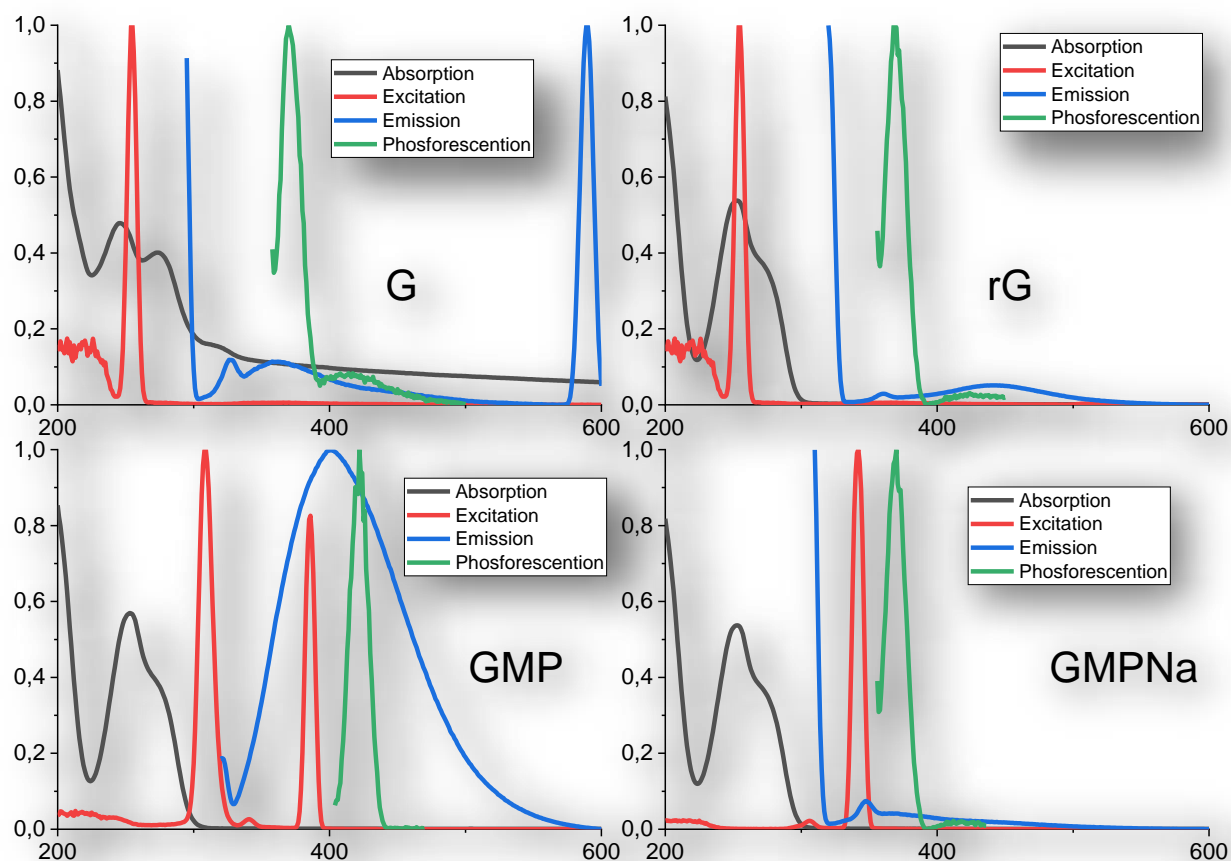 1,0
0,8
0,6
0,4
0,2
0,0
200
400
600
Absorption
Excitation
Emission
Phosforescention
G
1,0
0,8
0,6
0,4
0,2
0,0
200
400
600
Absorption
Excitation
Emission
Phosforescention
rG
1,0
0,8
0,6
0,4
0,2
0,0
200
400
600
Absorption
Excitation
Emission
Phosforescention
GMP
1,0
0,8
0,6
0,4
0,2
0,0
200
400
600
Absorption
Excitation
Emission
Phosforescention
GMPNa